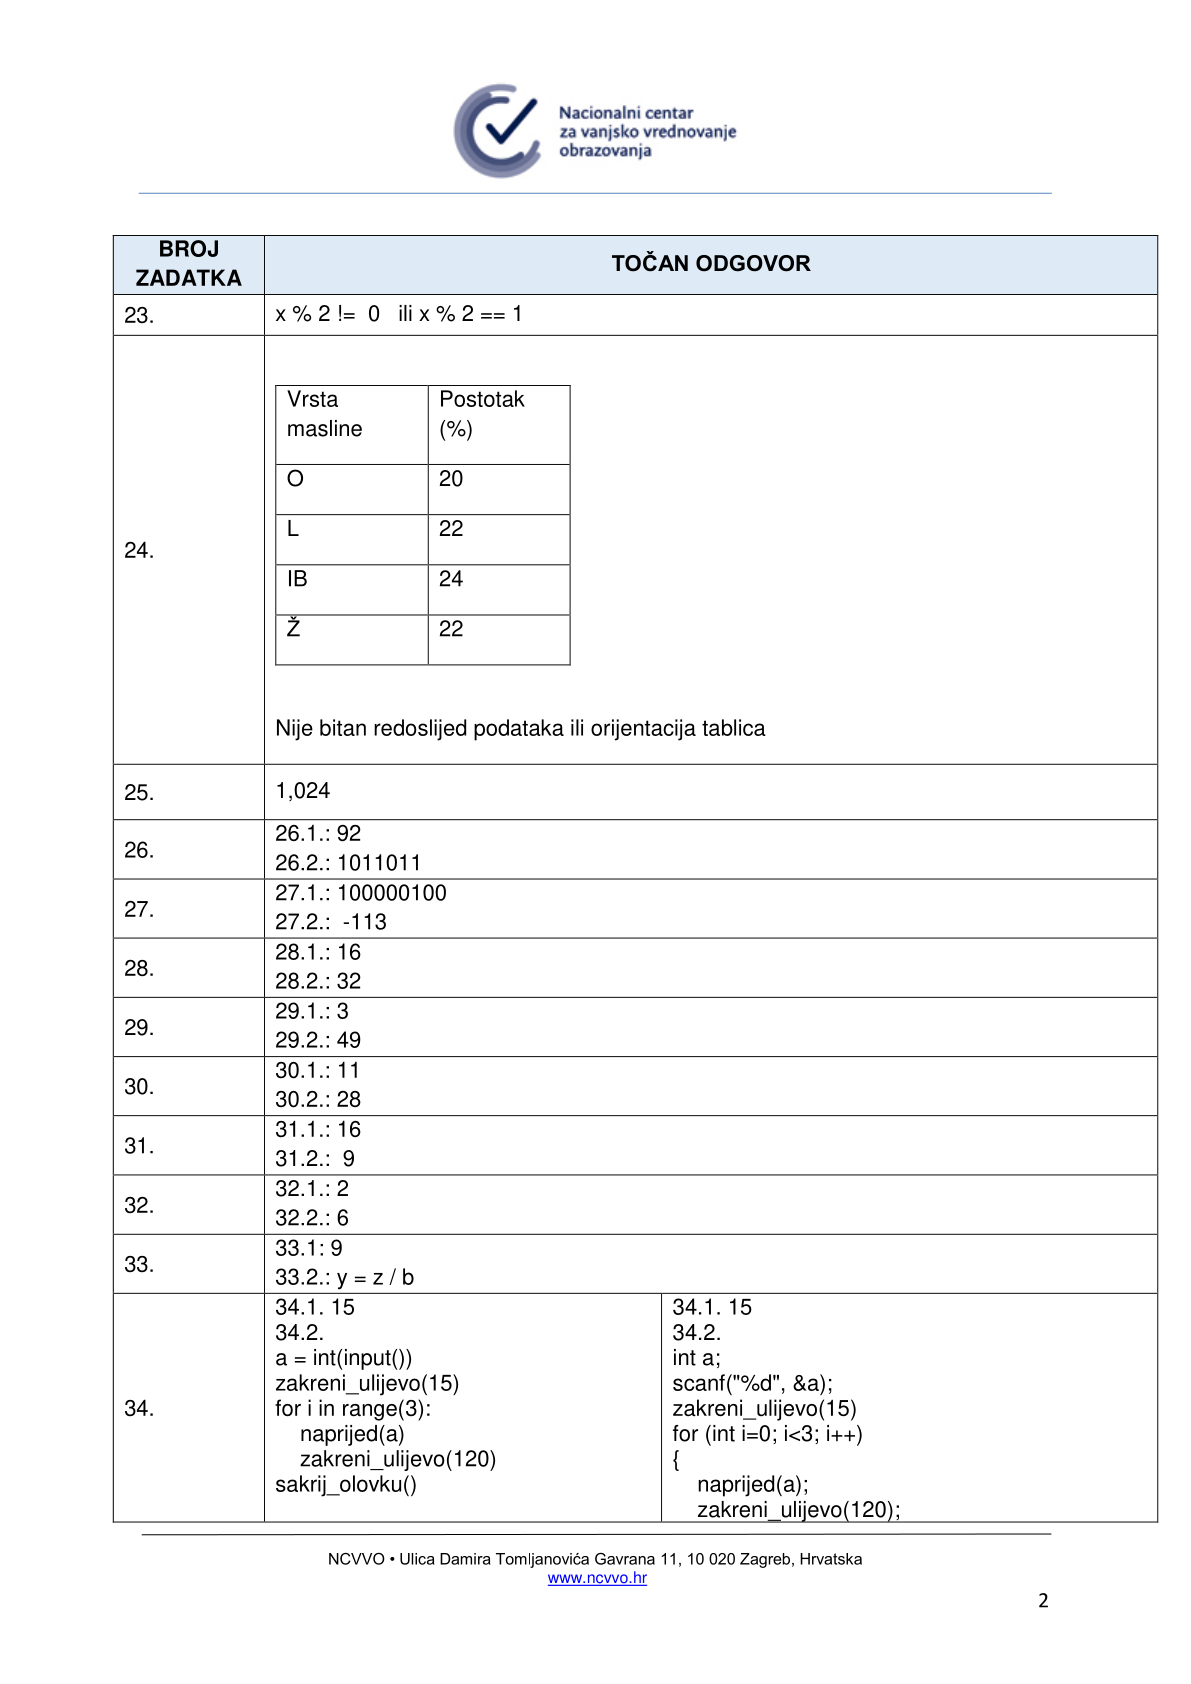 Nacionalni centar
za vanjsko vrednovanje
obrazovanja
BROJ
ZADATKA
TOČAN ODGOVOR
23.
x % 2 !=  0   ili x % 2 == 1
24.
Vrsta
masline
Postotak
(%)
O
20
L
22
IB
24
Ž
22
Nije bitan redoslijed podataka ili orijentacija tablica
25.
1,024
26.
26.1.: 92
26.2.: 1011011
27.
27.1.: 100000100
27.2.:  -113
28.
28.1.: 16
28.2.: 32
29.
29.1.: 3
29.2.: 49
30.
30.1.: 11
30.2.: 28
31.
31.1.: 16
31.2.:  9
32.
32.1.: 2
32.2.: 6
33.
33.1: 9
33.2.: y = z / b
34.
34.1. 15
34.2.
a = int(input())
zakreni_ulijevo(15)
for i in range(3):
    naprijed(a)
    zakreni_ulijevo(120)
sakrij_olovku()
34.1. 15
34.2.
int a;
scanf("%d", &a);
zakreni_ulijevo(15)
for (int i=0; i<3; i++)
{
    naprijed(a);
    zakreni_ulijevo(120);
NCVVO • Ulica Damira Tomljanovića Gavrana 11, 10 020 Zagreb, Hrvatska
www.ncvvo.hr
2